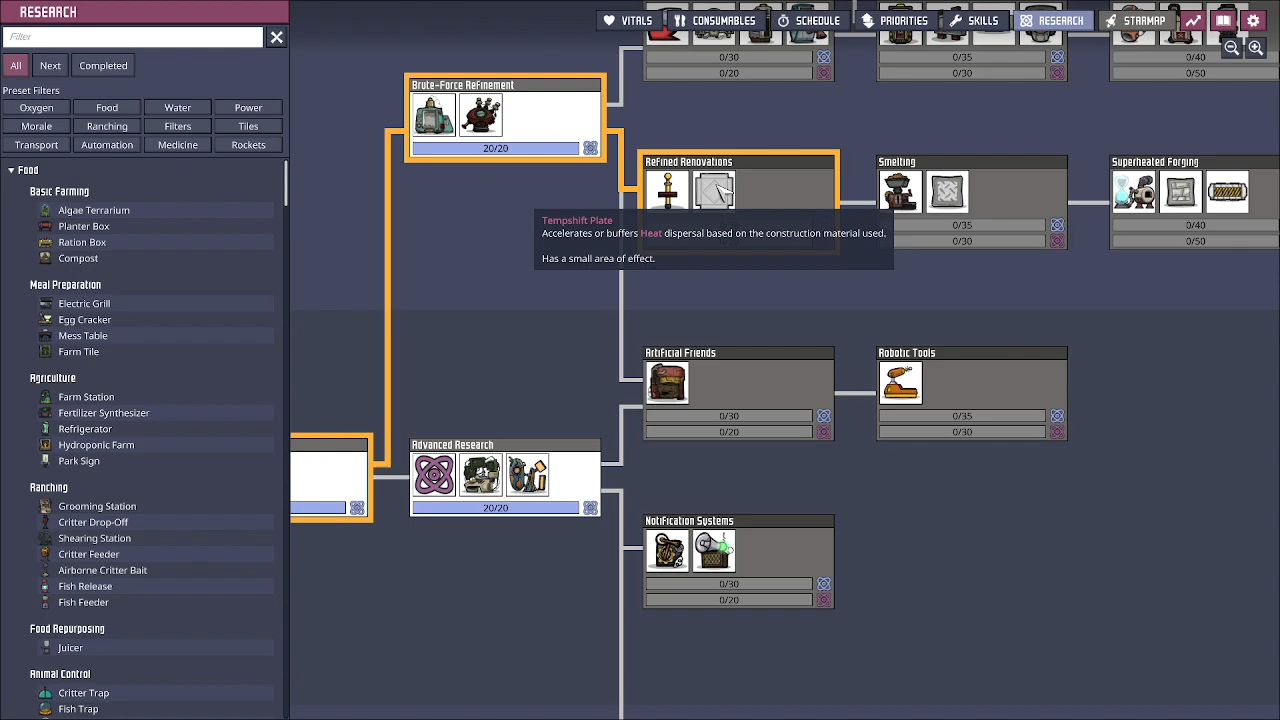 RESEARCH
VITALS
CONSUMABLES
SCHEDULE
PRIORITIES
SKILLS
RESEARCH
STARMAP
Filter
All
Next
Completed
Preset Filters
Oxygen
Food
Water
Power
Morale
Ranching
Filters
Tiles
Transport
Automation
Medicine
Rockets
Food
Basic Farming
Algae Terrarium
Planter Box
Ration Box
Compost
Meal Preparation
Electric Grill
Egg Cracker
Mess Table
Farm Tile
Agriculture
Farm Station
Fertilizer Synthesizer
Refrigerator
Hydroponic Farm
Park Sign
Ranching
Grooming Station
Critter Drop-Off
Shearing Station
Critter Feeder
Airborne Critter Bait
Fish Release
Fish Feeder
Food Repurposing
Juicer
Animal Control
Critter Trap
Fish Trap
0/30
0/20
0/35
0/30
0/40
0/50
Brute-Force Refinement
20/20
Refined Renovations
Smelting
0/35
0/30
Superheated Forging
0/40
0/50
Tempshift Plate
Accelerates or buffers Heat dispersal based on the construction material used.
Has a small area of effect.
Artificial Friends
0/30
0/20
Robotic Tools
0/35
0/30
Advanced Research
20/20
Notification Systems
0/30
0/20